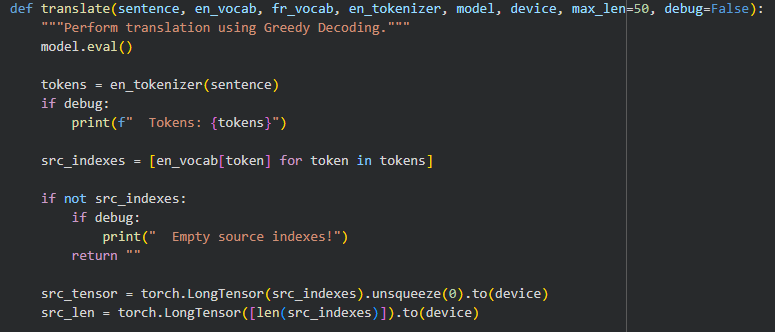 def translate(sentence, en_vocab, fr_vocab, en_tokenizer, model, device, max_len=50, debug=False):
    """Perform translation using Greedy Decoding."""
    model.eval()

    tokens = en_tokenizer(sentence)
    if debug:
        print(f"  Tokens: {tokens}")

    src_indexes = [en_vocab[token] for token in tokens]

    if not src_indexes:
        if debug:
            print("  Empty source indexes!")
        return ""

    src_tensor = torch.LongTensor(src_indexes).unsqueeze(0).to(device)
    src_len = torch.LongTensor([len(src_indexes)]).to(device)